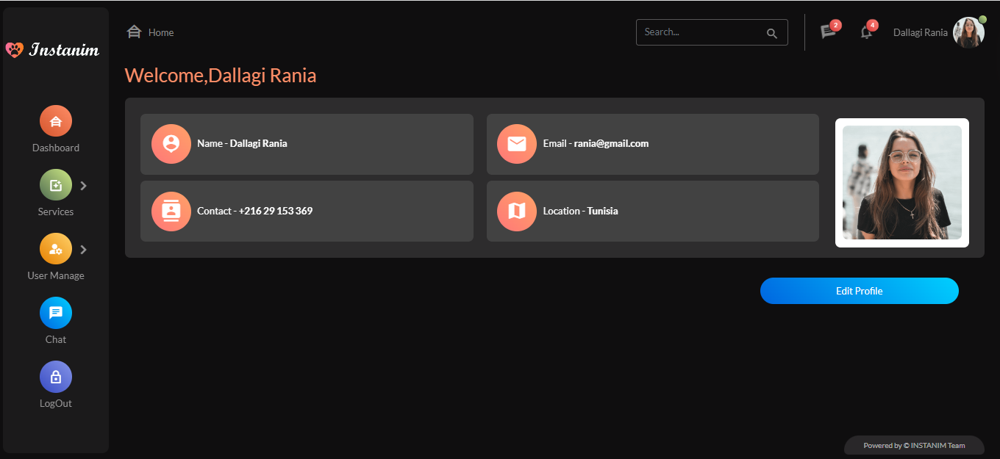 Instanim
Home
Search...
2
4
Dallagi Rania
Welcome,Dallagi Rania
Name - Dallagi Rania
Email - rania@gmail.com
Contact - +216 29 153 369
Location - Tunisia
Edit Profile
Dashboard
Services
User Manage
Chat
LogOut
Powered by © INSTANIM Team